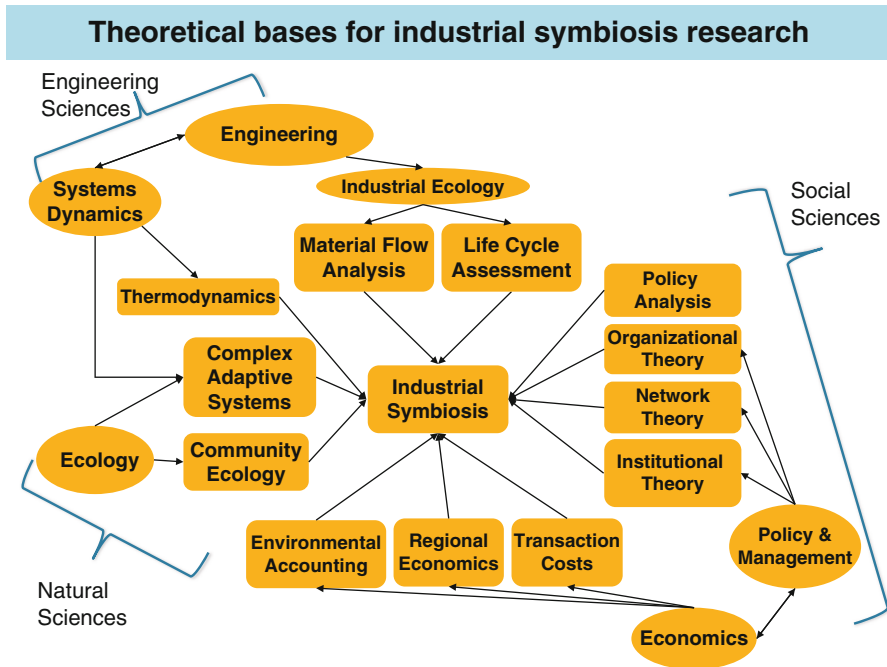 Theoretical bases for industrial symbiosis research
Engineering
Sciences
Engineering
Systems
Dynamics
Industrial Ecology
Social
Sciences
Material Flow
Analysis
Life Cycle
Assessment
Thermodynamics
Policy
Analysis
Organizational
Theory
Complex
Adaptive
Systems
Industrial
Symbiosis
Network
Theory
Ecology
Community
Ecology
Institutional
Theory
Environmental
Accounting
Regional
Economics
Transaction
Costs
Policy &
Management
Natural
Sciences
Economics